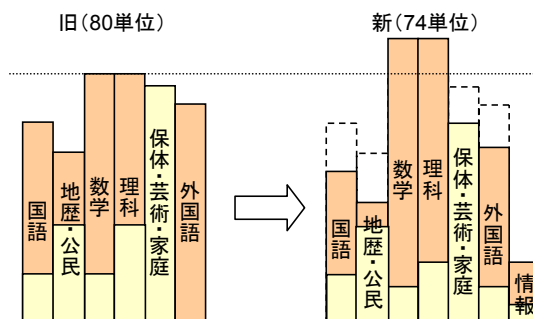 旧(80単位)
新(74単位)
国語
地歴・公民
数学
理科
保体・芸術・家庭
外国語
国語
地歴・公民
数学
理科
保体・芸術・家庭
外国語
情報